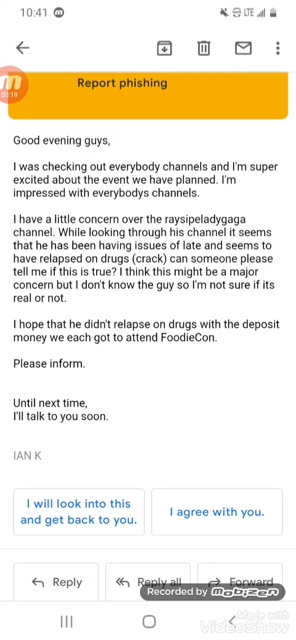 10:41
LTE
Report phishing
00:19
Good evening guys,
I was checking out everybody channels and I'm super
excited about the event we have planned. I'm
impressed with everybodys channels.
I have a little concern over the raysipeladygaga
channel. While looking through his channel it seems
that he has been having issues of late and seems to
have relapsed on drugs (crack) can someone please
tell me if this is true? I think this might be a major
concern but I don't know the guy so I'm not sure if its
real or not.
I hope that he didn't relapse on drugs with the deposit
money we each got to attend FoodieCon.
Please inform.
Until next time,
I'll talk to you soon.
IAN K
I will look into this
and get back to you.
I agree with you.
Reply
Reply all
Forward
Recorded by mobizen
Made with
VideoShow